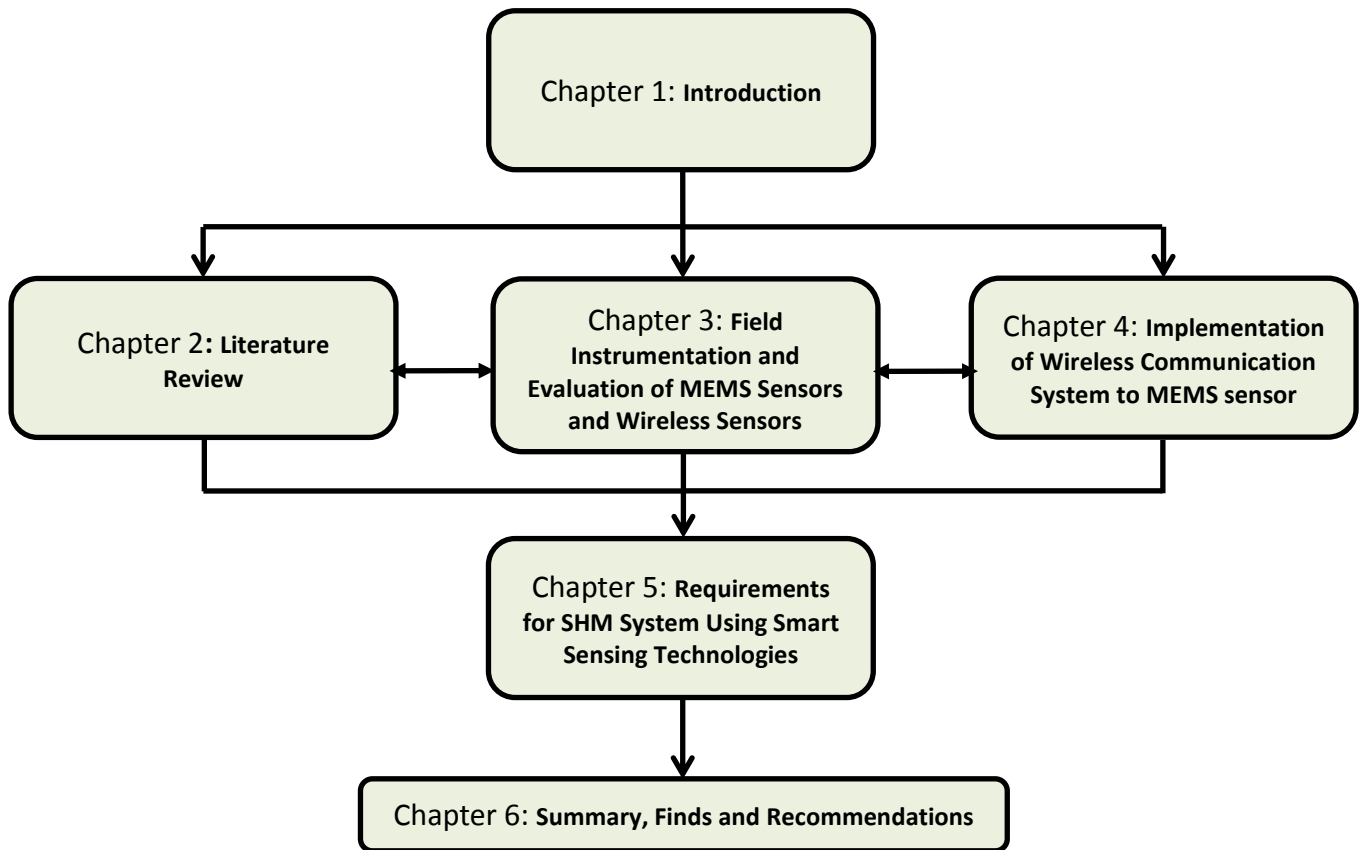 Chapter 1: Introduction
Chapter 2: Literature
Review
Chapter 3: Field
Instrumentation and
Evaluation of MEMS Sensors
and Wireless Sensors
Chapter 4: Implementation
of Wireless Communication
System to MEMS sensor
Chapter 5: Requirements
for SHM System Using Smart
Sensing Technologies
Chapter 6: Summary, Finds and Recommendations